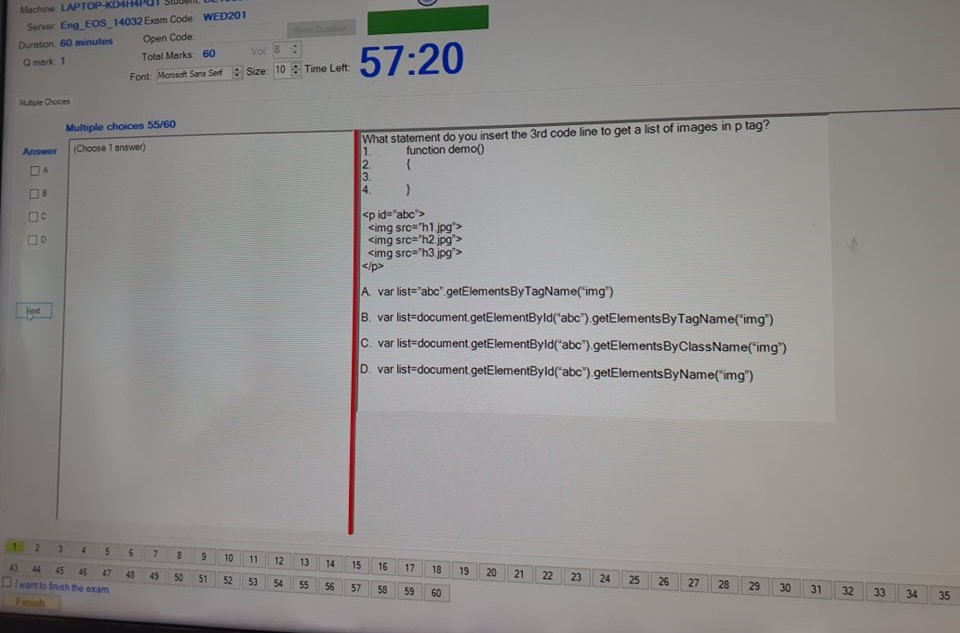 Machine: LAPTOP-KD4H4PQ1 Student:
Server: Eng_EOS_14032 Exam Code: WED201
Duration: 60 minutes Open Code:
Q mark: 1 Total Marks: 60 Vol: 8
Font: Microsoft Sans Serif Size: 10 Time Left: 57:20
Multiple Choices
Multiple choices 55/60
Answer
(Choose 1 answer)
A
B
C
D
Next
What statement do you insert the 3rd code line to get a list of images in p tag?
1. function demo()
2. {
3.
4. }
<p id="abc">
<img src="h1.jpg">
<img src="h2.jpg">
<img src="h3.jpg">
</p>
A. var list="abc".getElementsByTagName("img")
B. var list=document.getElementById("abc").getElementsByTagName("img")
C. var list=document.getElementById("abc").getElementsByClassName("img")
D. var list=document.getElementById("abc").getElementsByName("img")
1 2 3 4 5 6 7 8 9 10 11 12 13 14 15 16 17 18 19 20 21 22 23 24 25 26 27 28 29 30 31 32 33 34 35
43 44 45 46 47 48 49 50 51 52 53 54 55 56 57 58 59 60
I want to finish the exam
Finish